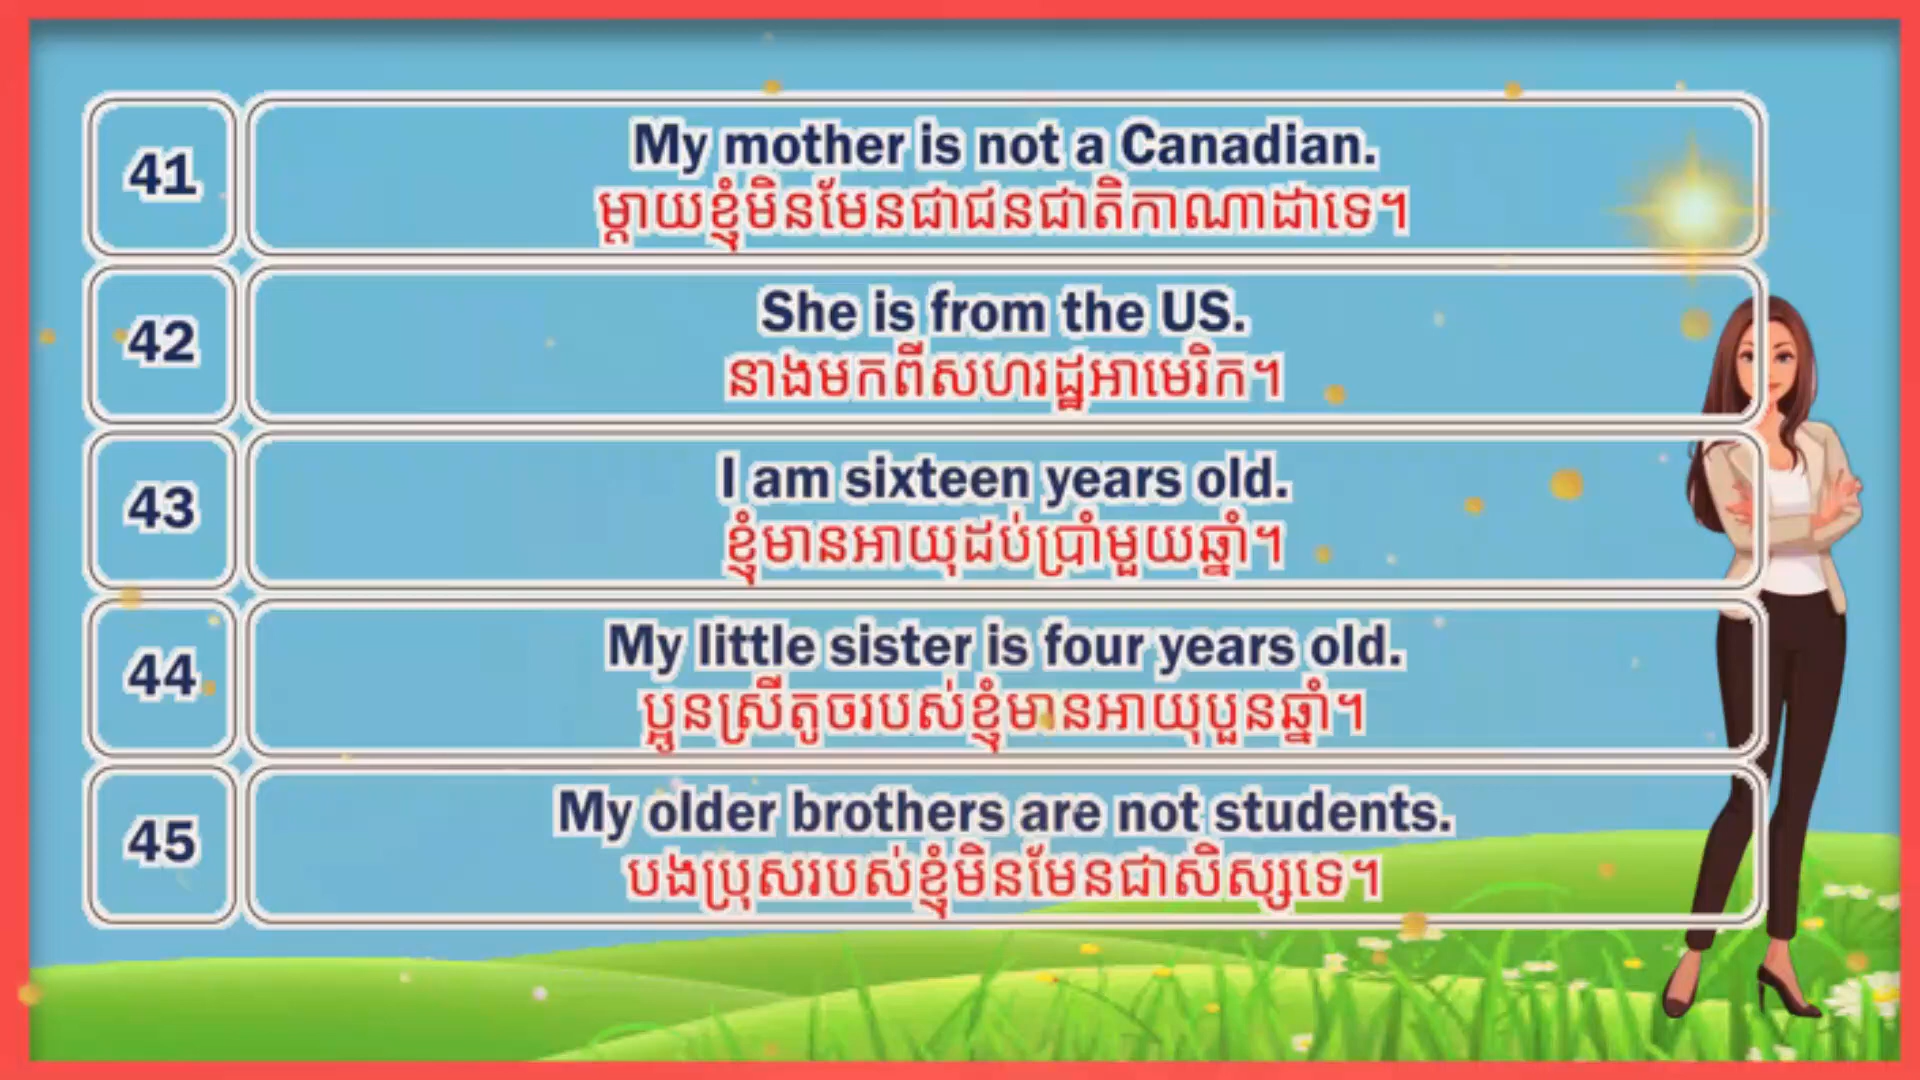 41
My mother is not a Canadian.
ម្តាយខ្ញុំមិនមែនជាជនជាតិកាណាដាទេ។
42
She is from the US.
នាងមកពីសហរដ្ឋអាមេរិក។
43
I am sixteen years old.
ខ្ញុំមានអាយុដប់ប្រាំមួយឆ្នាំ។
44
My little sister is four years old.
ប្អូនស្រីតូចរបស់ខ្ញុំមានអាយុបួនឆ្នាំ។
45
My older brothers are not students.
បងប្រុសរបស់ខ្ញុំមិនមែនជាសិស្សទេ។